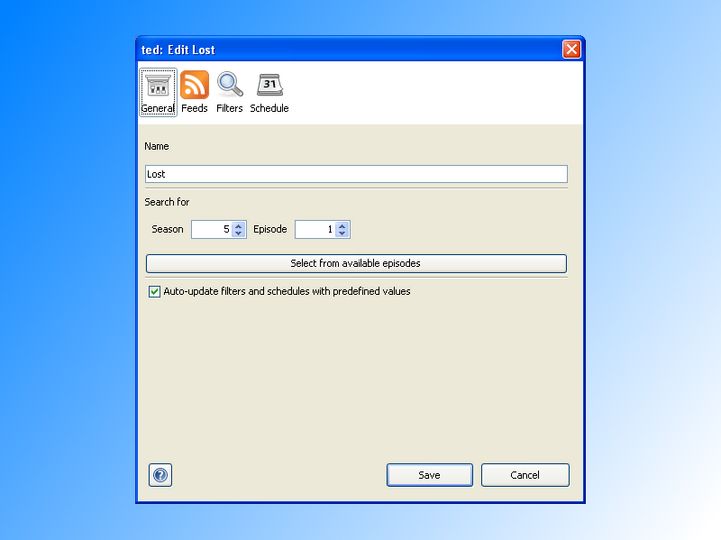 ted: Edit Lost
31
General Feeds Filters Schedule
Name
Lost
Search for
Season 5 Episode 1
Select from available episodes
Auto-update filters and schedules with predefined values
? Save Cancel